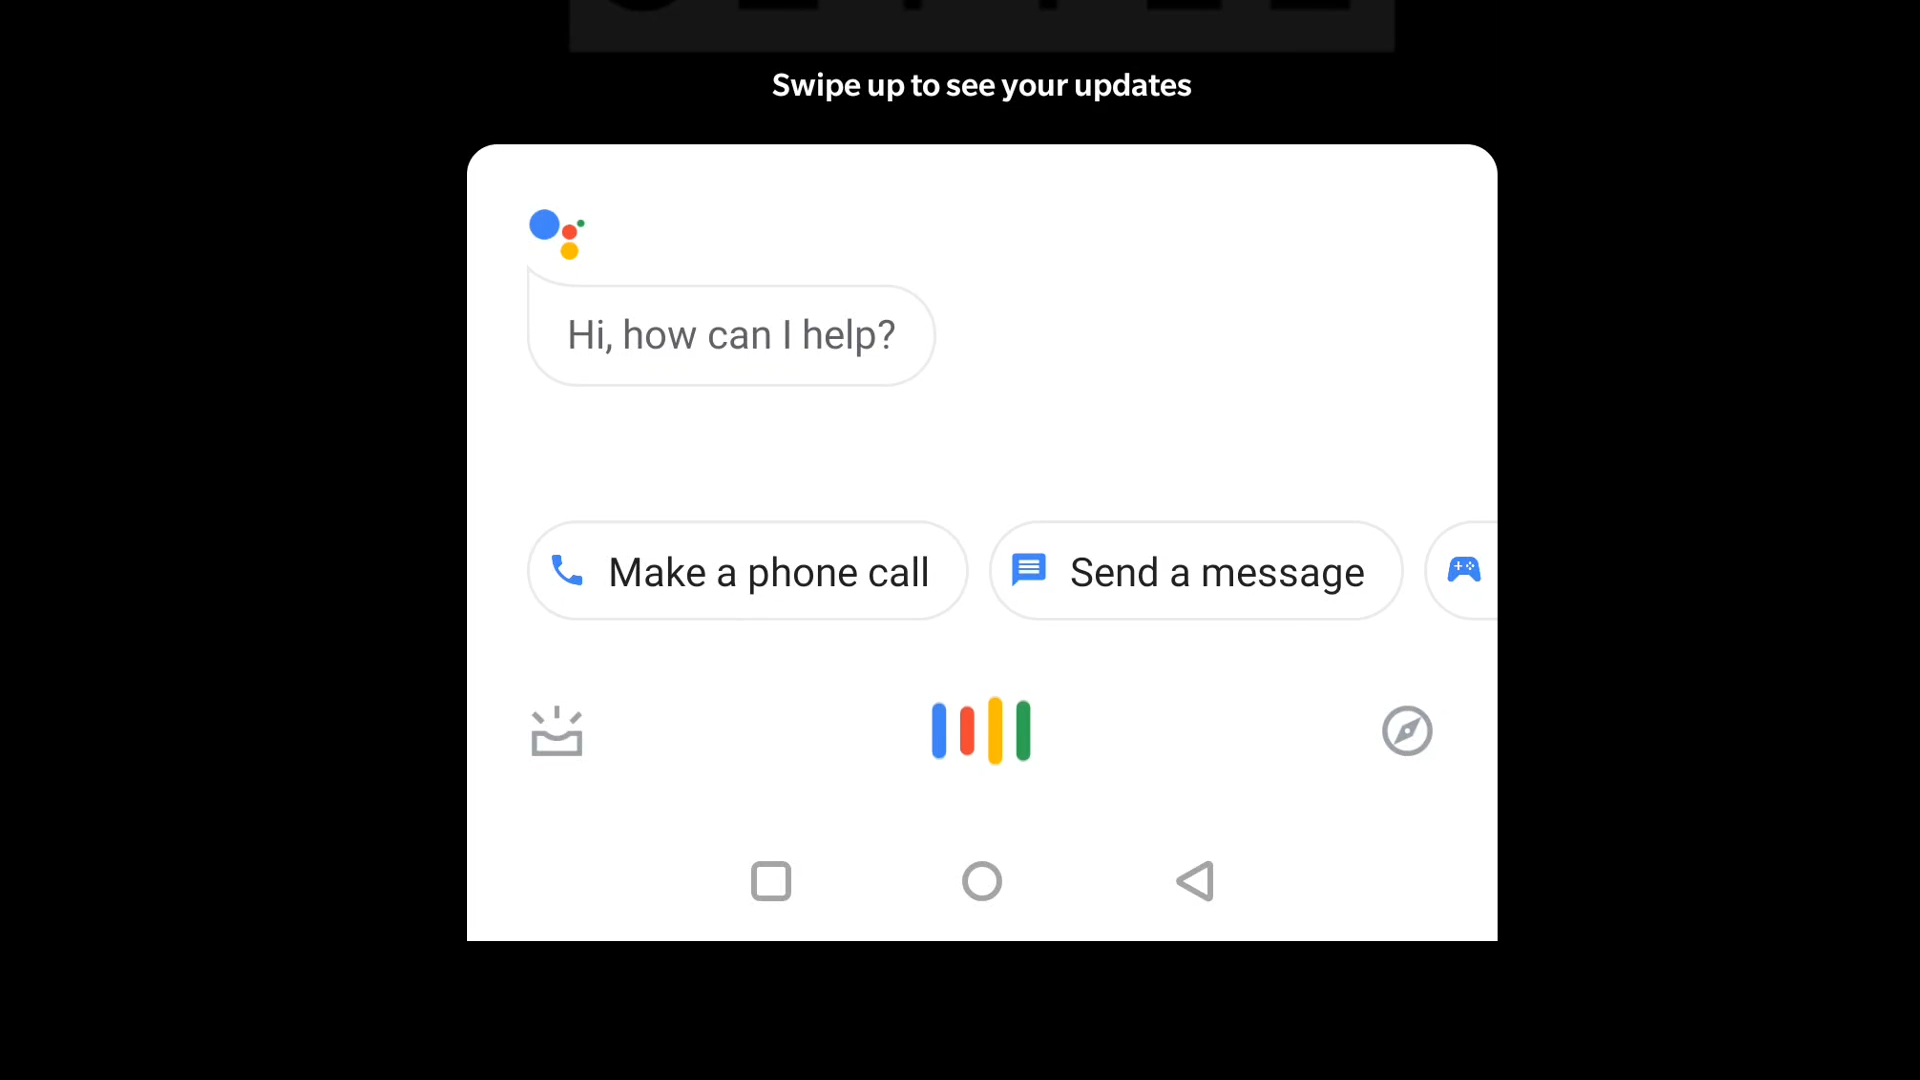 Swipe up to see your updates
Hi, how can I help?
Make a phone call
Send a message